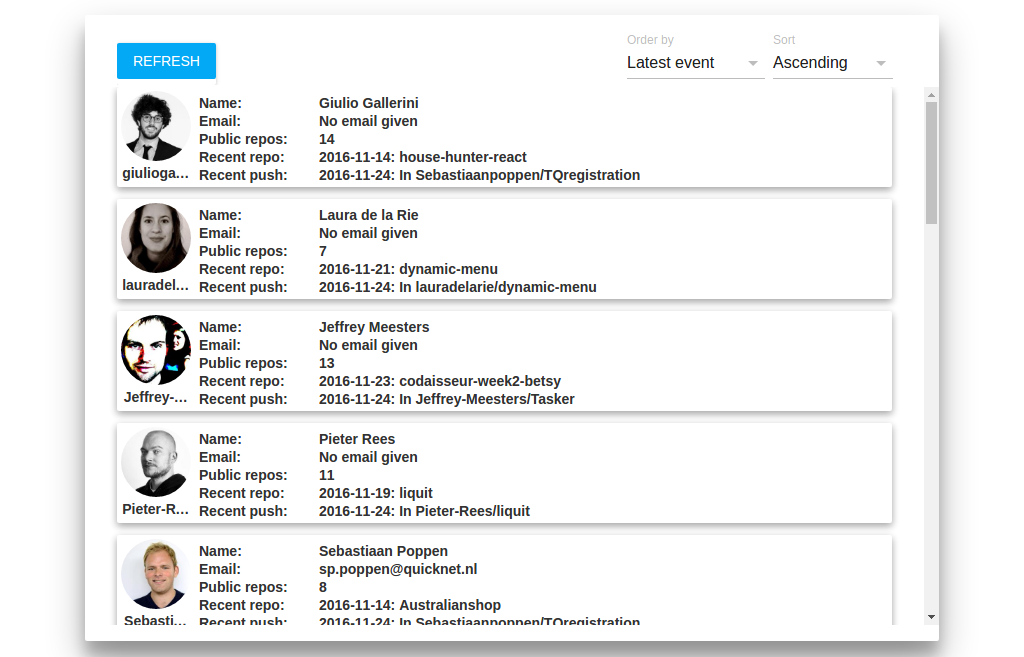 Order by Sort
REFRESH Latest event Ascending
Name: Giulio Gallerini
Email: No email given
Public repos: 14
Recent repo: 2016-11-14: house-hunter-react
giulioga... Recent push: 2016-11-24: In Sebastiaanpoppen/TQregistration
Name: Laura de la Rie
Email: No email given
Public repos: 7
Recent repo: 2016-11-21: dynamic-menu
lauradel... Recent push: 2016-11-24: In lauradelarie/dynamic-menu
Name: Jeffrey Meesters
Email: No email given
Public repos: 13
Recent repo: 2016-11-23: codaisseur-week2-betsy
Jeffrey-... Recent push: 2016-11-24: In Jeffrey-Meesters/Tasker
Name: Pieter Rees
Email: No email given
Public repos: 11
Recent repo: 2016-11-19: liquit
Pieter-R... Recent push: 2016-11-24: In Pieter-Rees/liquit
Name: Sebastiaan Poppen
Email: sp.poppen@quicknet.nl
Public repos: 8
Recent repo: 2016-11-14: Australianshop
Sebasti... Recent push: 2016-11-24: In Sebastiaanpoppen/TQregistration